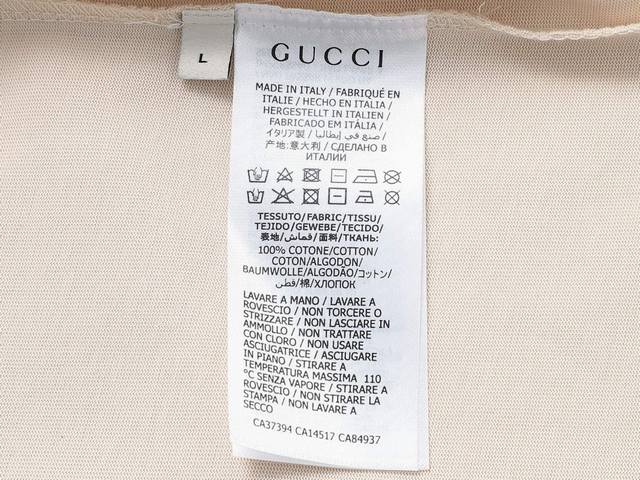 L
GUCCI
MADE IN ITALY / FABRIQUÉ EN
ITALIE / HECHO EN ITALIA /
HERGESTELLT IN ITALIEN /
FABRICADO EM ITÁLIA /
イタリア製 / صنع في إيطاليا /
产地:意大利 / СДЕЛАНО В
ИТАЛИИ
TESSUTO/FABRIC/TISSU/
TEJIDO/GEWEBE/TECIDO/
表地/قماش/面料/ТКАНЬ:
100% COTONE/COTTON/
COTON/ALGODON/
BAUMWOLLE/ALGODÃO/コットン/
قطن/棉/ХЛОПОК
LAVARE A MANO / LAVARE A
ROVESCIO / NON TORCERE O
STRIZZARE / NON LASCIARE IN
AMMOLLO / NON TRATTARE
CON CLORO / NON USARE
ASCIUGATRICE / ASCIUGARE
IN PIANO / STIRARE A
TEMPERATURA MASSIMA 110
°C SENZA VAPORE / STIRARE A
ROVESCIO / NON STIRARE LA
STAMPA / NON LAVARE A
SECCO
CA37394 CA14517 CA84937